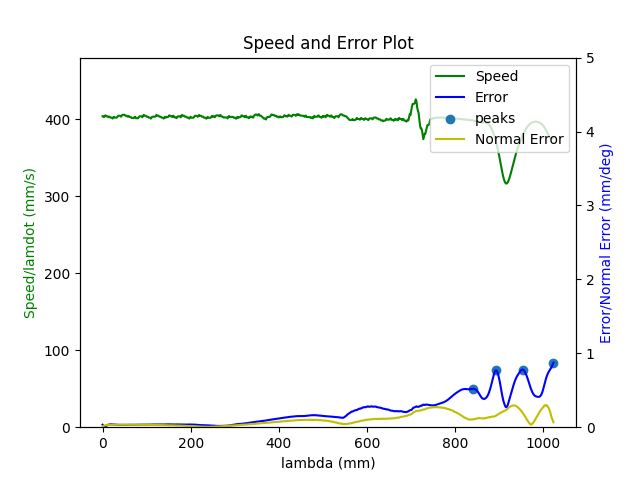 Speed and Error Plot
Speed
Error
peaks
Normal Error
Speed/lamdot (mm/s)
0
100
200
300
400
0
200
400
600
800
1000
lambda (mm)
0
1
2
3
4
5
Error/Normal Error (mm/deg)